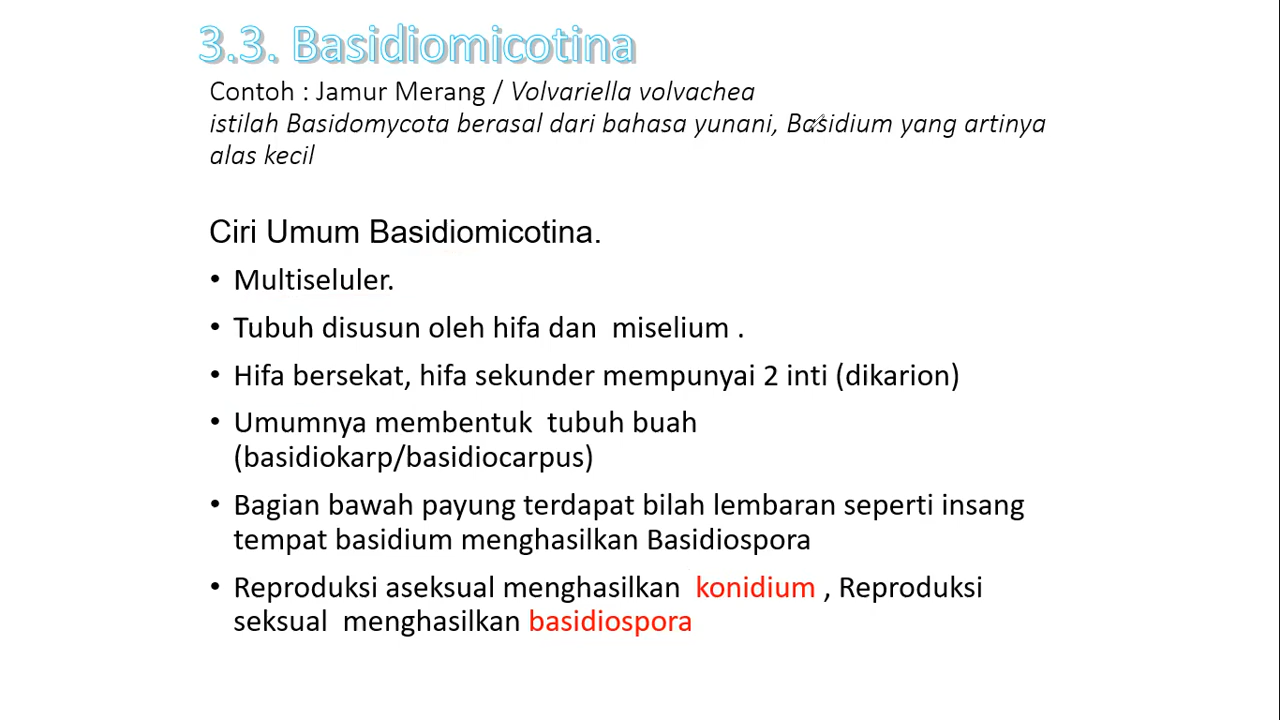 3.3. Basidiomicotina
Contoh : Jamur Merang / Volvariella volvachea
istilah Basidomycota berasal dari bahasa yunani, Basidium yang artinya
alas kecil
Ciri Umum Basidiomicotina.
• Multiseluler.
• Tubuh disusun oleh hifa dan miselium .
• Hifa bersekat, hifa sekunder mempunyai 2 inti (dikarion)
• Umumnya membentuk tubuh buah
(basidiokarp/basidiocarpus)
• Bagian bawah payung terdapat bilah lembaran seperti insang
tempat basidium menghasilkan Basidiospora
• Reproduksi aseksual menghasilkan konidium , Reproduksi
seksual menghasilkan basidiospora